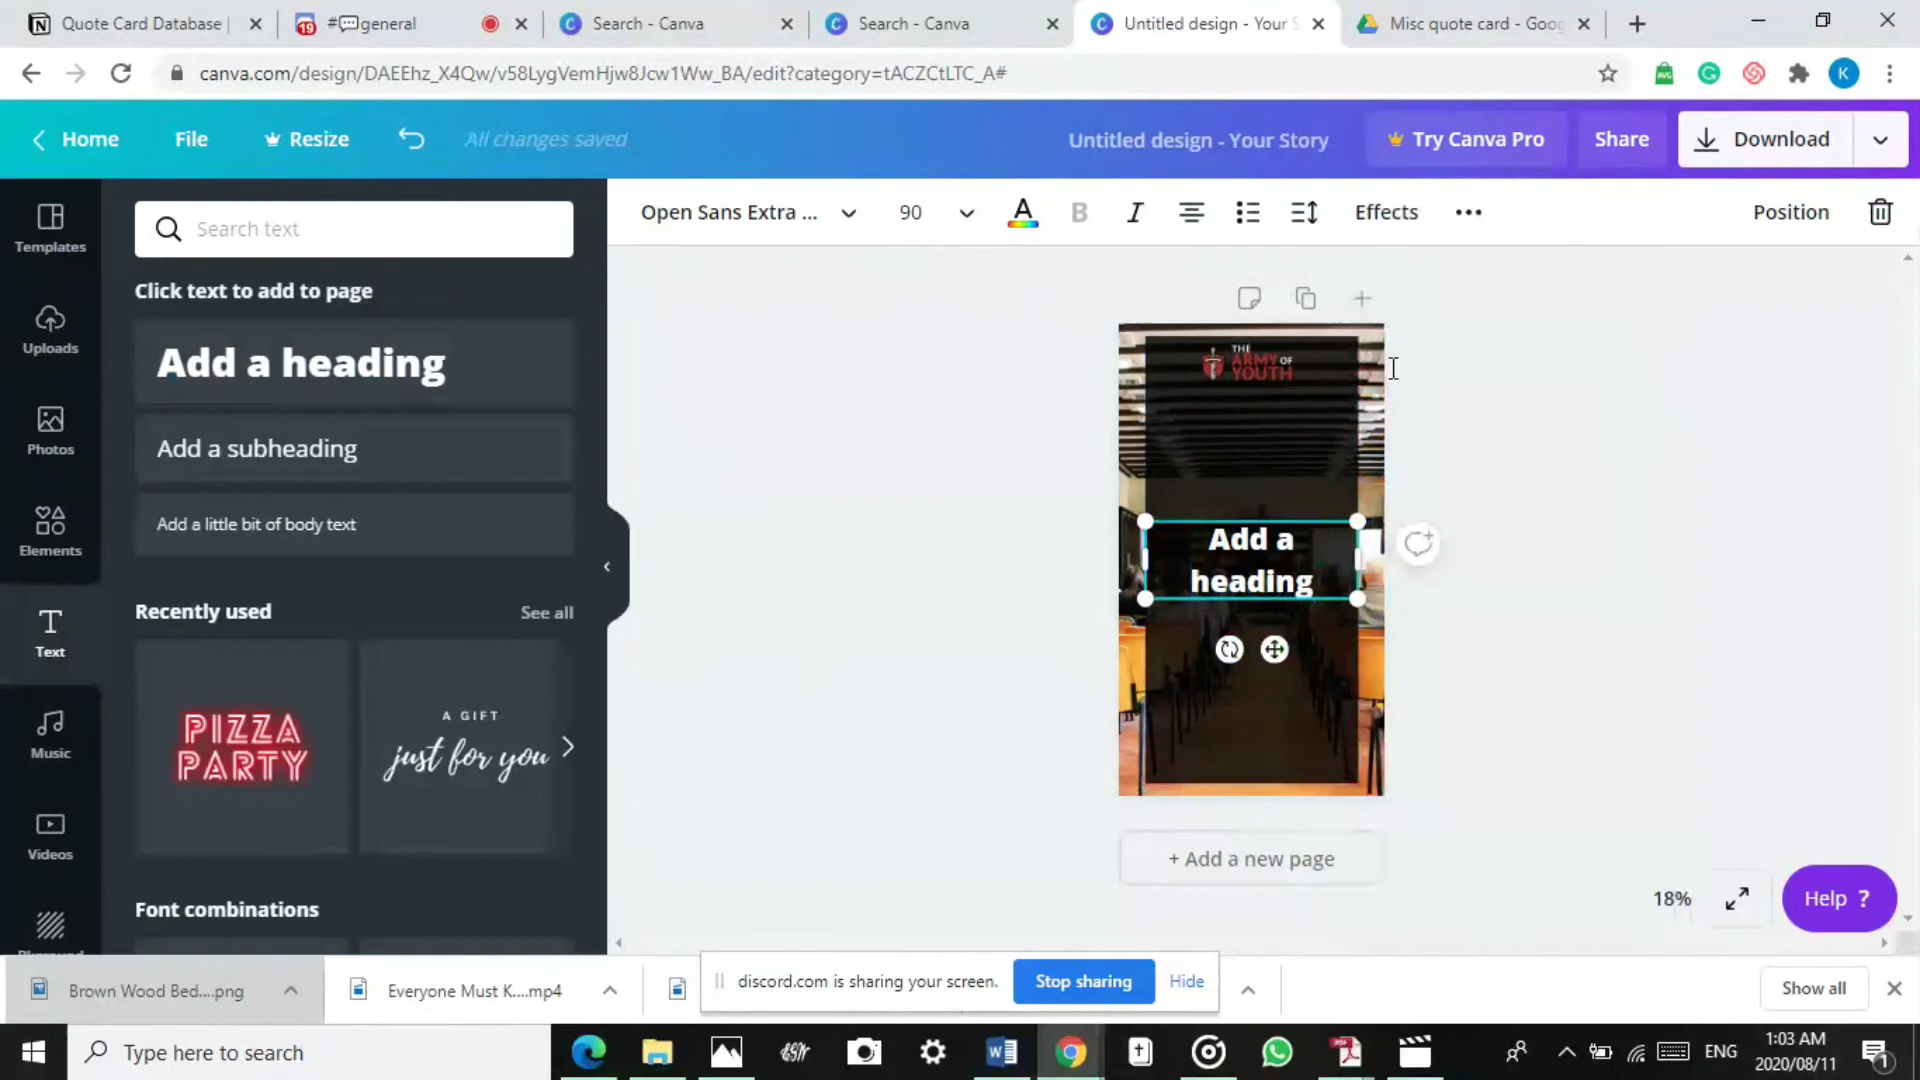 Quote Card Database |
19
#💬general
Search - Canva
Search - Canva
Untitled design - Your S
Misc quote card - Goog
canva.com/design/DAEEhz_X4Qw/v58LygVemHjw8Jcw1Ww_BA/edit?category=tACZCtLTC_A#
K
Home
File
Resize
All changes saved
Untitled design - Your Story
Try Canva Pro
Share
Download
Templates
Uploads
Photos
Elements
Text
Music
Videos
Search text
Click text to add to page
Add a heading
Add a subheading
Add a little bit of body text
Recently used
See all
PIZZA
PARTY
A GIFT
just for you
Font combinations
Open Sans Extra ...
90
A
B
I
Effects
Position
THE
ARMY OF
YOUTH
Add a
heading
+ Add a new page
18%
Help ?
Brown Wood Bed....png
Everyone Must K....mp4
discord.com is sharing your screen.
Stop sharing
Hide
Show all
Type here to search
ENG
1:03 AM
2020/08/11
1